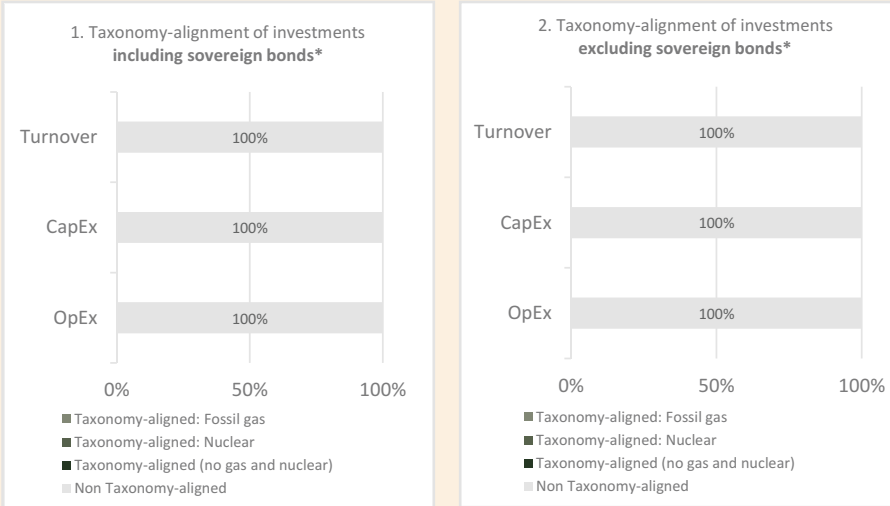 1. Taxonomy-alignment of investments
including sovereign bonds*
Turnover
100%
CapEx
100%
OpEx
100%
0%
50%
100%
Taxonomy-aligned: Fossil gas
Taxonomy-aligned: Nuclear
Taxonomy-aligned (no gas and nuclear)
Non Taxonomy-aligned
2. Taxonomy-alignment of investments
excluding sovereign bonds*
Turnover
100%
CapEx
100%
OpEx
100%
0%
50%
100%
Taxonomy-aligned: Fossil gas
Taxonomy-aligned: Nuclear
Taxonomy-aligned (no gas and nuclear)
Non Taxonomy-aligned